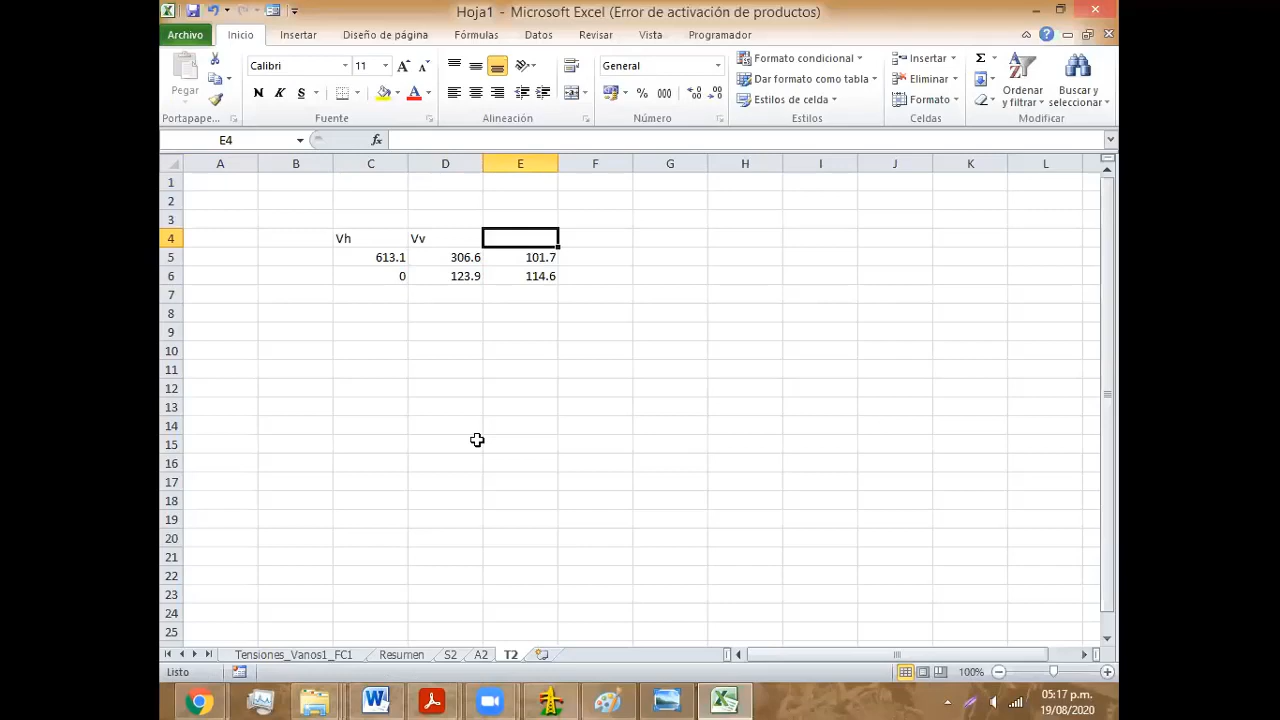 Hoja1 - Microsoft Excel (Error de activación de productos)
Archivo Inicio Insertar Diseño de página Fórmulas Datos Revisar Vista Programador
Calibri 11 General
Formato condicional
Insertar
Σ
Pegar
Dar formato como tabla
Eliminar
Ordenar y filtrar
Buscar y seleccionar
N K S A % 000
Estilos de celda
Formato
Portapape... Fuente Alineación Número Estilos Celdas Modificar
E4 fx
A B C D E F G H I J K L
1
2
3
4 Vh Vv
5 613.1 306.6 101.7
6 0 123.9 114.6
7
8
9
10
11
12
13
14
15
16
17
18
19
20
21
22
23
24
25
Tensiones_Vanos1_FC1 Resumen S2 A2 T2
Listo 100%
05:17 p.m.
19/08/2020